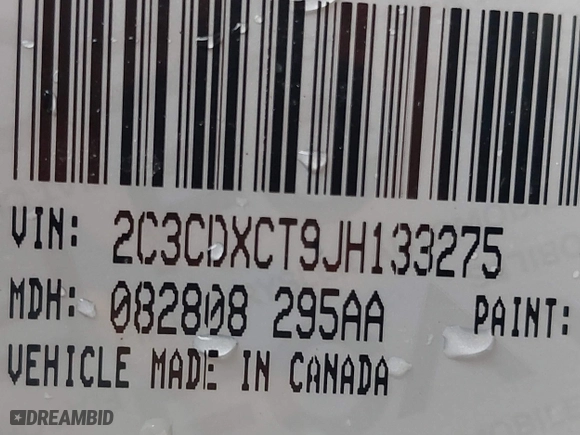 VIN: 2C3CDXCT9JH133275
MDH: 082808 295AA PAINT:
VEHICLE MADE IN CANADA
DREAMBID